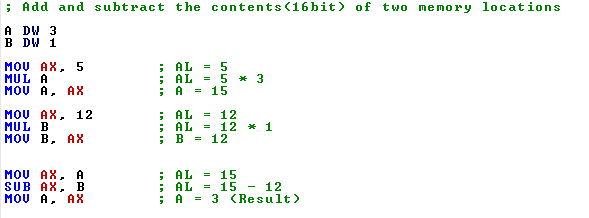 ; Add and subtract the contents(16bit) of two memory locations
A DW 3
B DW 1
MOV AX, 5 ; AL = 5
MUL A ; AL = 5 * 3
MOV A, AX ; A = 15
MOV AX, 12 ; AL = 12
MUL B ; AL = 12 * 1
MOV B, AX ; B = 12
MOV AX, A ; AL = 15
SUB AX, B ; AL = 15 - 12
MOV A, AX ; A = 3 (Result)